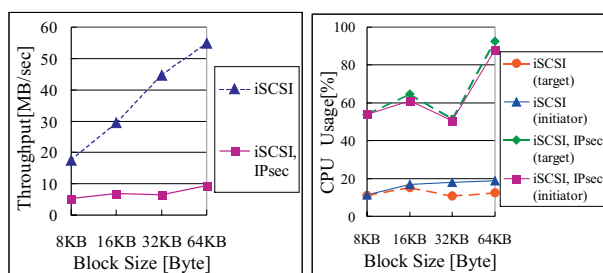 Throughput[MB/sec]
60
50
40
30
20
10
0
8KB 16KB 32KB 64KB
Block Size [Byte]
iSCSI
iSCSI,
IPsec
CPU Usage[%]
100
80
60
40
20
0
8KB 16KB 32KB 64KB
Block Size [Byte]
iSCSI
(target)
iSCSI
(initiator)
iSCSI, IPsec
(target)
iSCSI, IPsec
(initiator)